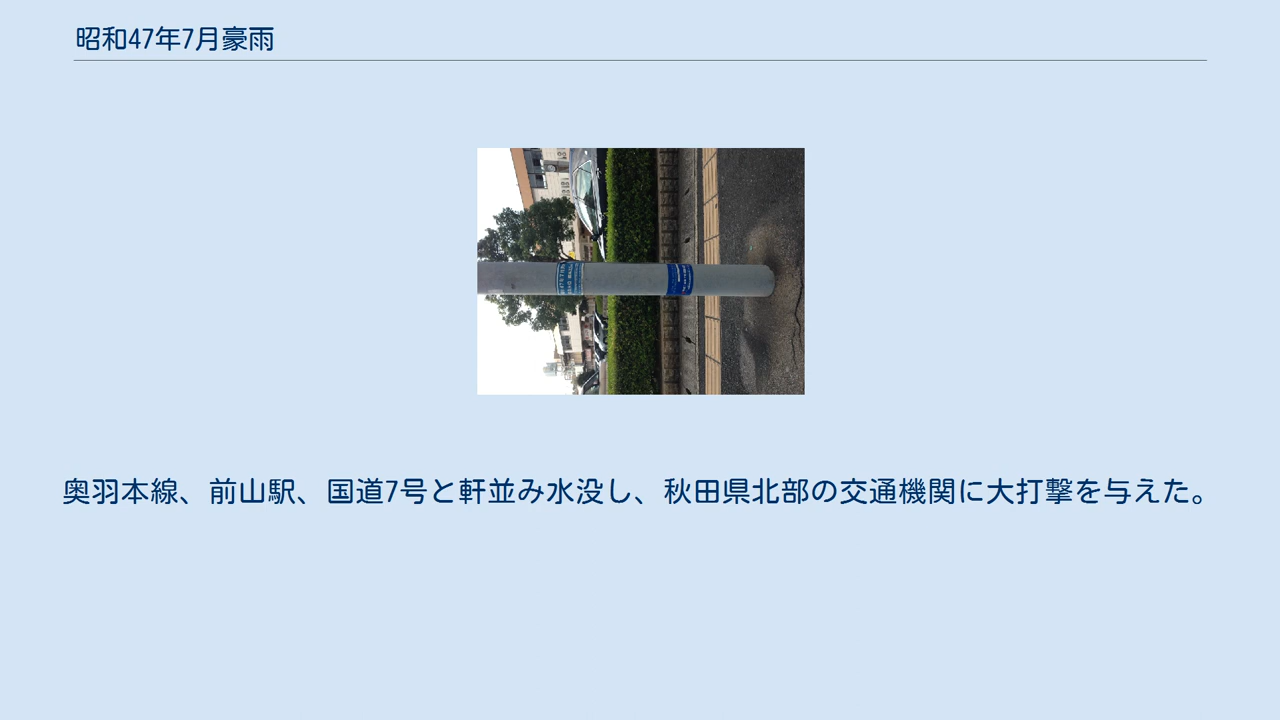 昭和47年7月豪雨
奥羽本線、前山駅、国道7号と軒並み水没し、秋田県北部の交通機関に大打撃を与えた。